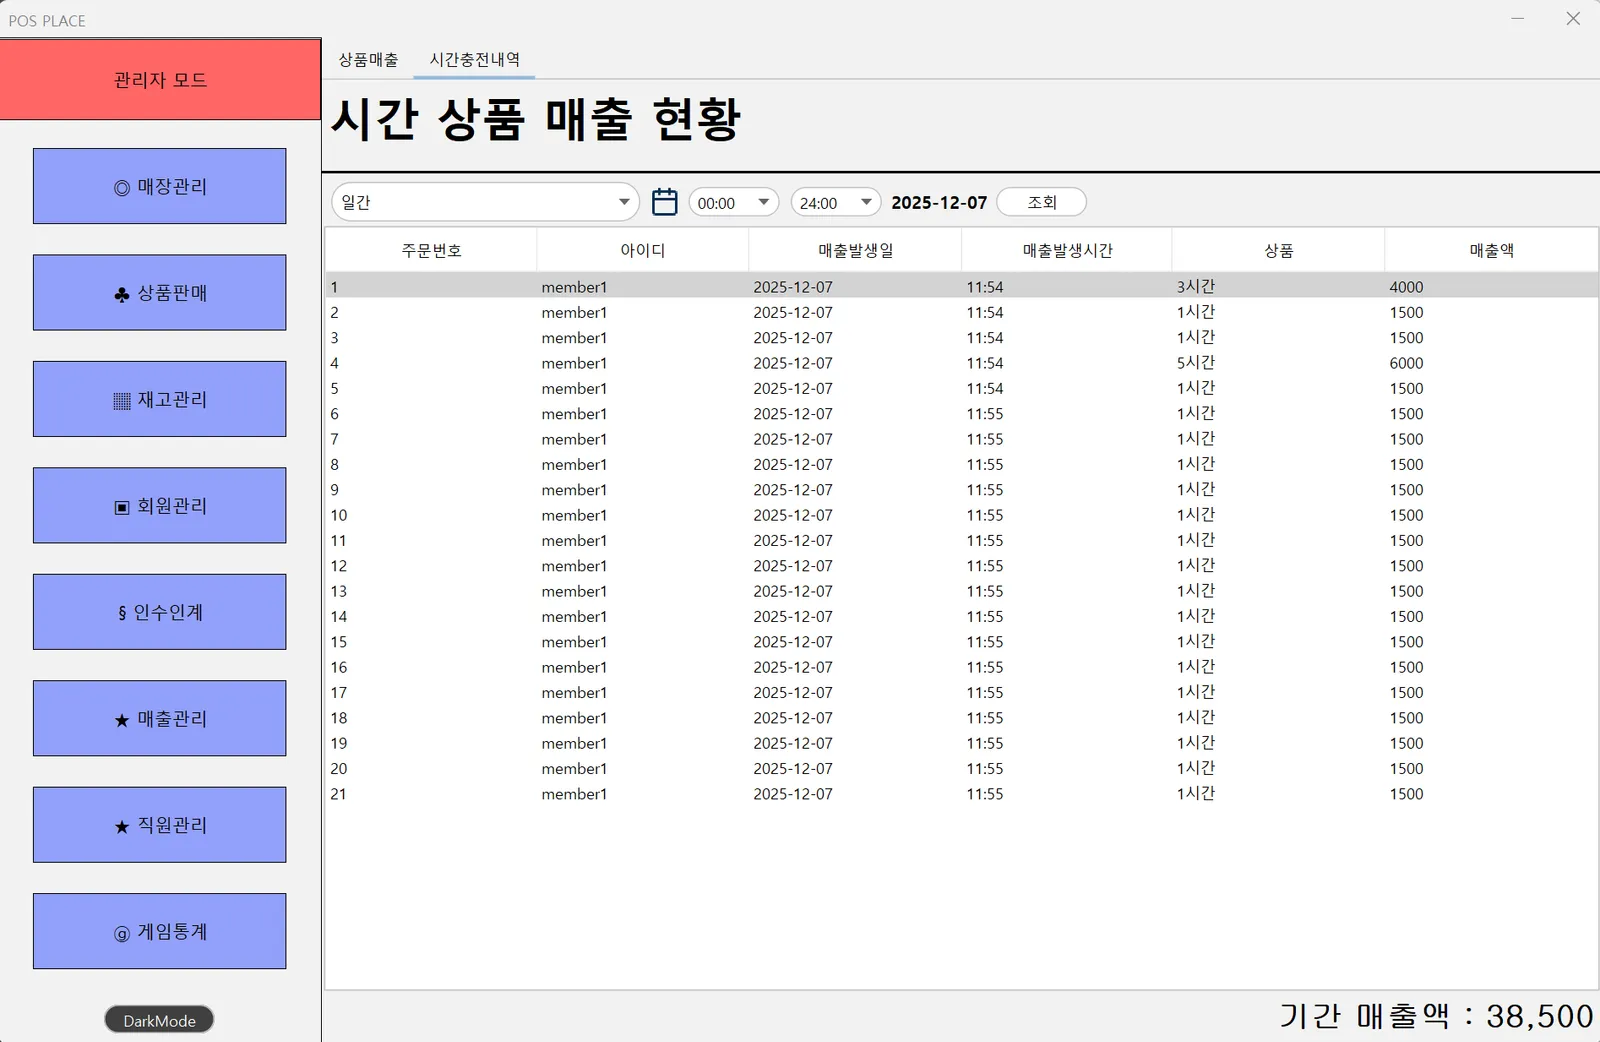 POS PLACE
관리자 모드
◎ 매장관리
♣ 상품판매
▦ 재고관리
▣ 회원관리
§ 인수인계
★ 매출관리
★ 직원관리
@ 게임통계
DarkMode
상품매출 시간충전내역
시간 상품 매출 현황
일간 00:00 24:00 2025-12-07 조회
주문번호 아이디 매출발생일 매출발생시간 상품 매출액
1 member1 2025-12-07 11:54 3시간 4000
2 member1 2025-12-07 11:54 1시간 1500
3 member1 2025-12-07 11:54 1시간 1500
4 member1 2025-12-07 11:54 5시간 6000
5 member1 2025-12-07 11:54 1시간 1500
6 member1 2025-12-07 11:55 1시간 1500
7 member1 2025-12-07 11:55 1시간 1500
8 member1 2025-12-07 11:55 1시간 1500
9 member1 2025-12-07 11:55 1시간 1500
10 member1 2025-12-07 11:55 1시간 1500
11 member1 2025-12-07 11:55 1시간 1500
12 member1 2025-12-07 11:55 1시간 1500
13 member1 2025-12-07 11:55 1시간 1500
14 member1 2025-12-07 11:55 1시간 1500
15 member1 2025-12-07 11:55 1시간 1500
16 member1 2025-12-07 11:55 1시간 1500
17 member1 2025-12-07 11:55 1시간 1500
18 member1 2025-12-07 11:55 1시간 1500
19 member1 2025-12-07 11:55 1시간 1500
20 member1 2025-12-07 11:55 1시간 1500
21 member1 2025-12-07 11:55 1시간 1500
기간 매출액 : 38,500